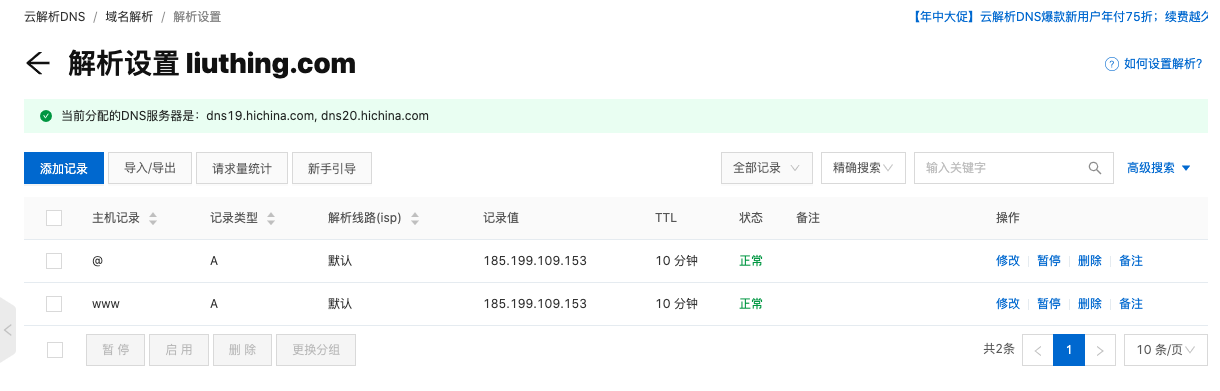 云解析DNS / 域名解析 / 解析设置
【年中大促】云解析DNS爆款新用户年付75折；续费越久
解析设置 liuthing.com
如何设置解析?
当前分配的DNS服务器是：dns19.hichina.com, dns20.hichina.com
添加记录 导入/导出 请求量统计 新手引导 全部记录 精确搜索 输入关键字 高级搜索
主机记录 记录类型 解析线路(isp) 记录值 TTL 状态 备注 操作
@ A 默认 185.199.109.153 10 分钟 正常 修改 暂停 删除 备注
www A 默认 185.199.109.153 10 分钟 正常 修改 暂停 删除 备注
暂 停 启 用 删 除 更换分组 共2条 < 1 > 10 条/页